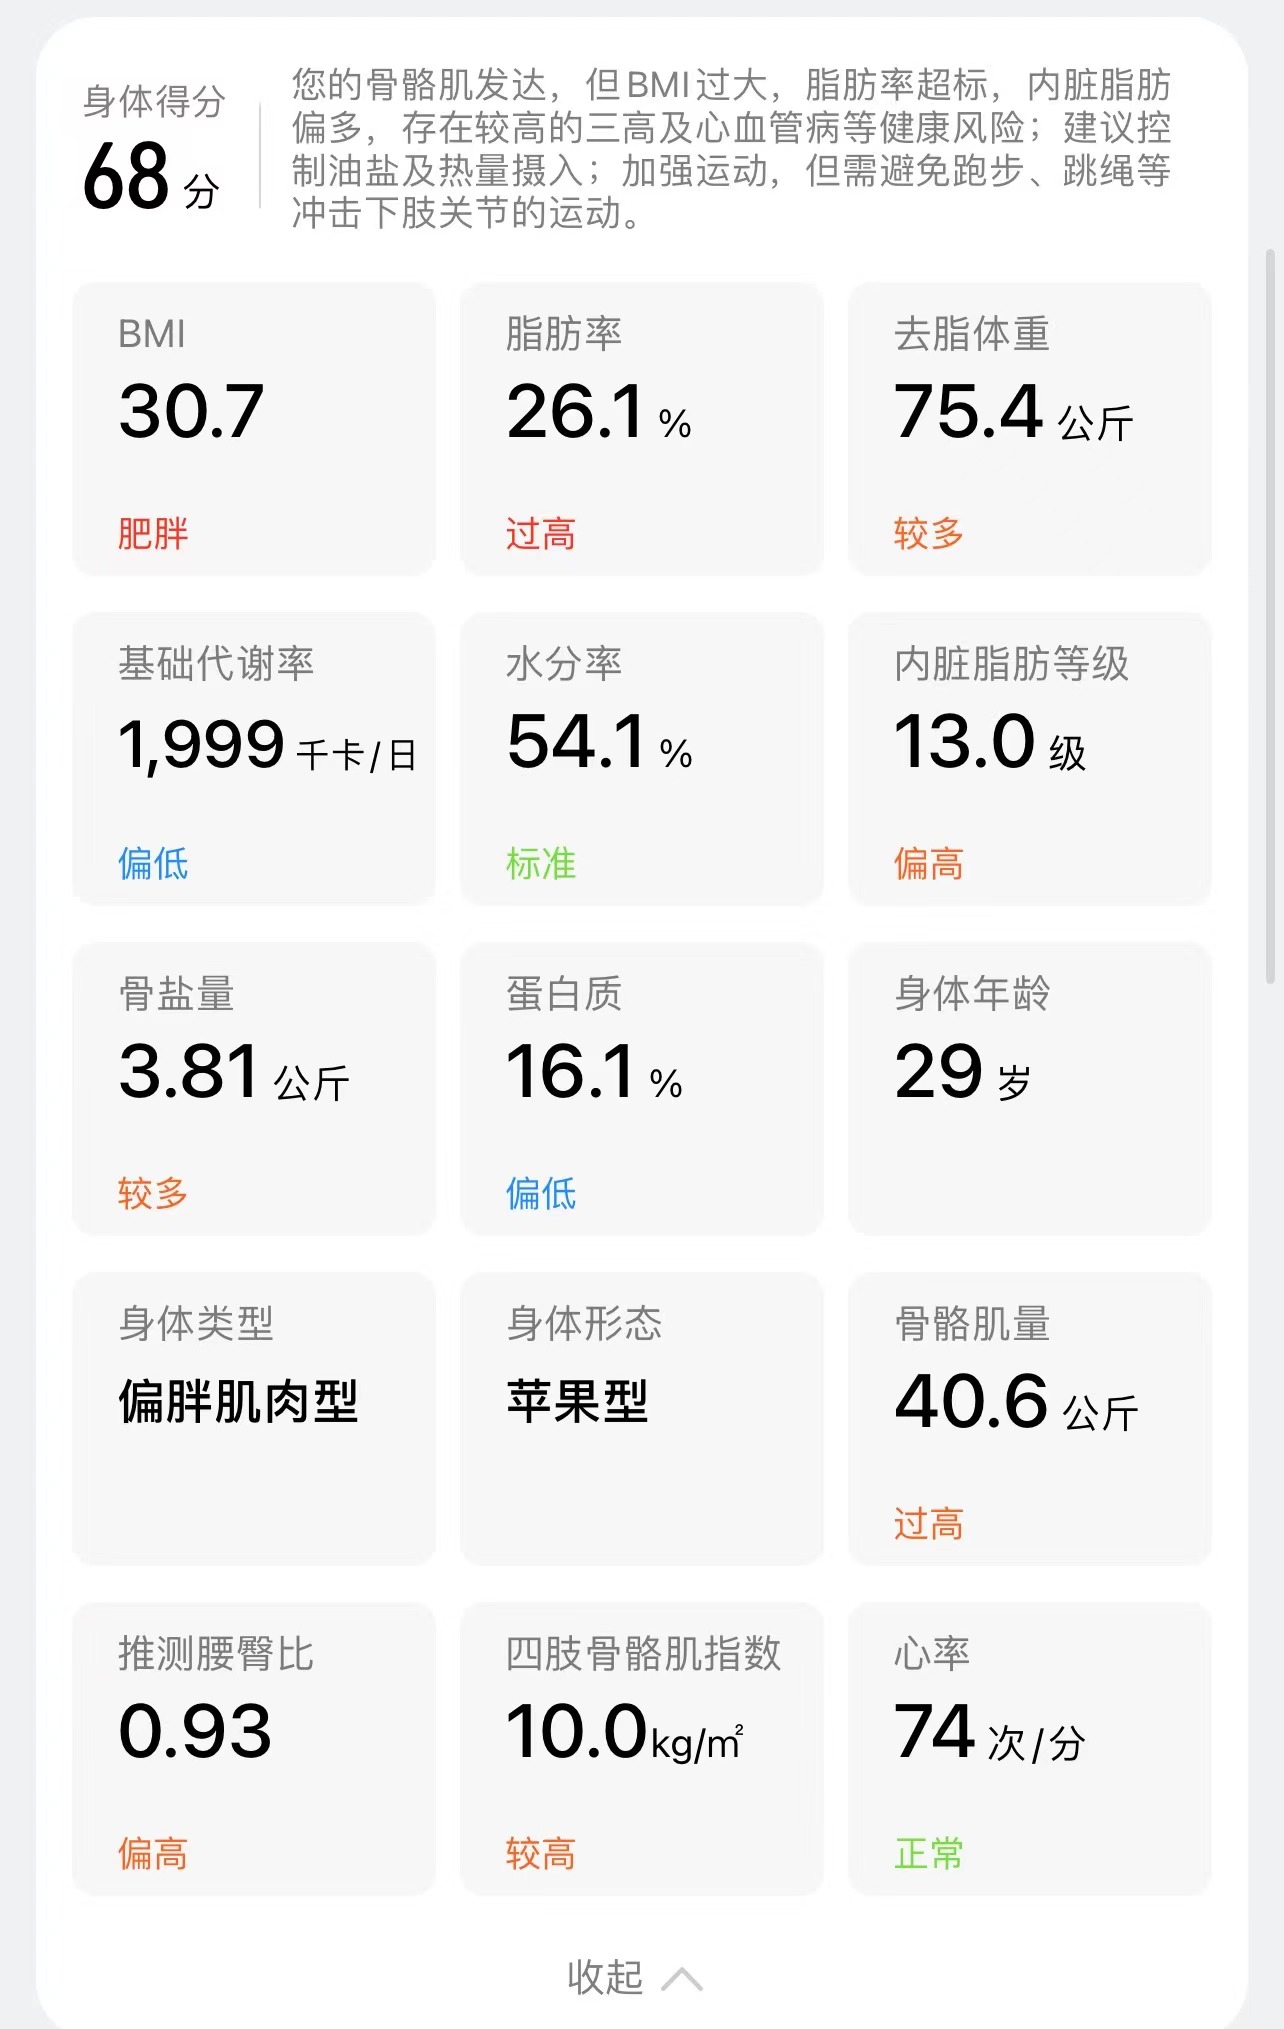 身体得分
68 分
您的骨骼肌发达，但BMI过大，脂肪率超标，内脏脂肪
偏多，存在较高的三高及心血管病等健康风险；建议控
制油盐及热量摄入；加强运动，但需避免跑步、跳绳等
冲击下肢关节的运动。
BMI
30.7
肥胖
脂肪率
26.1 %
过高
去脂体重
75.4 公斤
较多
基础代谢率
1,999 千卡/日
偏低
水分率
54.1 %
标准
内脏脂肪等级
13.0 级
偏高
骨盐量
3.81 公斤
较多
蛋白质
16.1 %
偏低
身体年龄
29 岁
身体类型
偏胖肌肉型
身体形态
苹果型
骨骼肌量
40.6 公斤
过高
推测腰臀比
0.93
偏高
四肢骨骼肌指数
10.0kg/m²
较高
心率
74 次/分
正常
收起